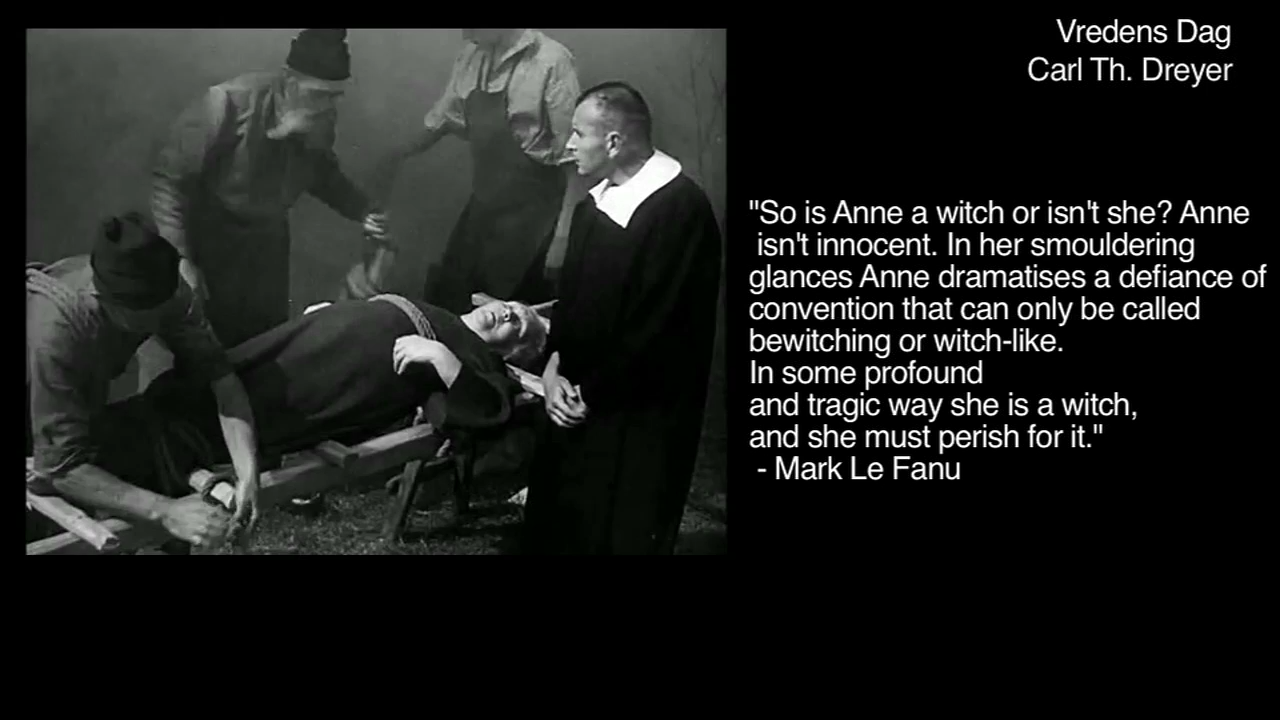 Vredens Dag
Carl Th. Dreyer
"So is Anne a witch or isn't she? Anne
isn't innocent. In her smouldering
glances Anne dramatises a defiance of
convention that can only be called
bewitching or witch-like.
In some profound
and tragic way she is a witch,
and she must perish for it."
- Mark Le Fanu